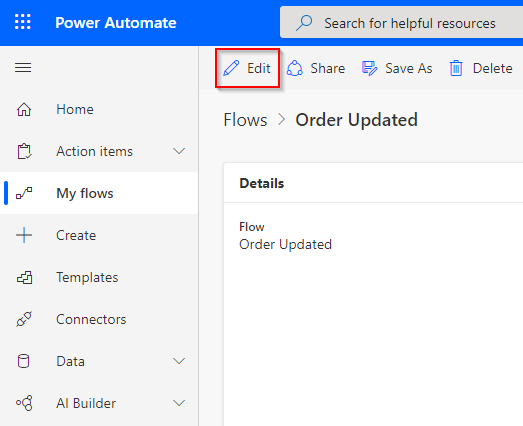 Power Automate
Search for helpful resources
Edit
Share
Save As
Delete
Home
Action items
My flows
Create
Templates
Connectors
Data
AI Builder
Flows > Order Updated
Details
Flow
Order Updated